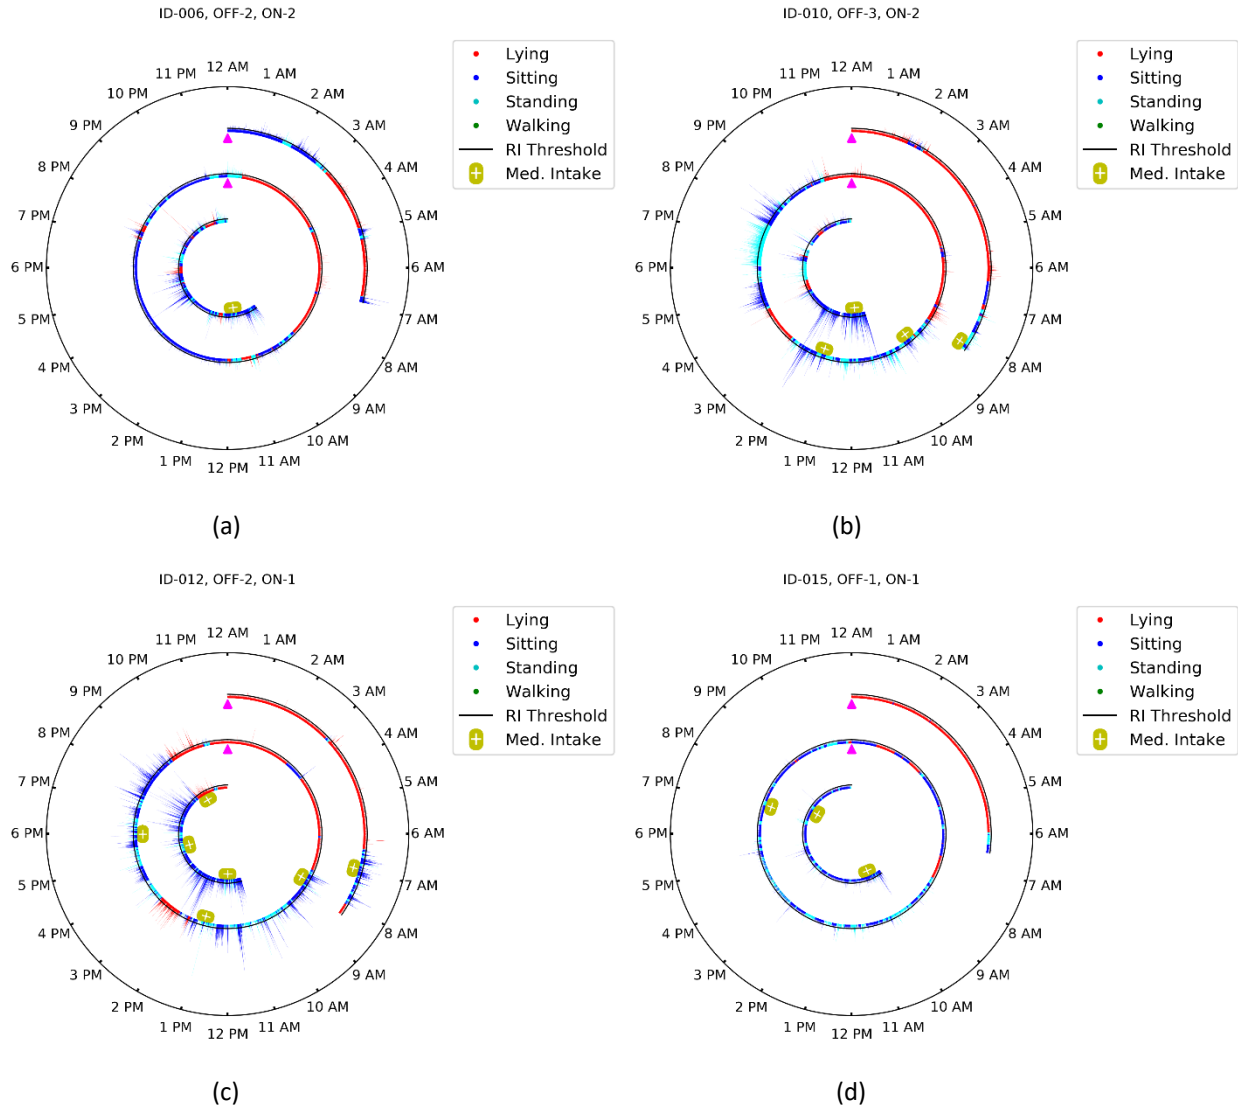 ID-006, OFF-2, ON-2
Lying
Sitting
Standing
Walking
RI Threshold
Med. Intake
12 AM
1 AM
2 AM
3 AM
4 AM
5 AM
6 AM
7 AM
8 AM
9 AM
10 AM
11 AM
12 PM
1 PM
2 PM
3 PM
4 PM
5 PM
6 PM
7 PM
8 PM
9 PM
10 PM
11 PM
(a)
ID-010, OFF-3, ON-2
Lying
Sitting
Standing
Walking
RI Threshold
Med. Intake
12 AM
1 AM
2 AM
3 AM
4 AM
5 AM
6 AM
7 AM
8 AM
9 AM
10 AM
11 AM
12 PM
1 PM
2 PM
3 PM
4 PM
5 PM
6 PM
7 PM
8 PM
9 PM
10 PM
11 PM
(b)
ID-012, OFF-2, ON-1
Lying
Sitting
Standing
Walking
RI Threshold
Med. Intake
12 AM
1 AM
2 AM
3 AM
4 AM
5 AM
6 AM
7 AM
8 AM
9 AM
10 AM
11 AM
12 PM
1 PM
2 PM
3 PM
4 PM
5 PM
6 PM
7 PM
8 PM
9 PM
10 PM
11 PM
(c)
ID-015, OFF-1, ON-1
Lying
Sitting
Standing
Walking
RI Threshold
Med. Intake
12 AM
1 AM
2 AM
3 AM
4 AM
5 AM
6 AM
7 AM
8 AM
9 AM
10 AM
11 AM
12 PM
1 PM
2 PM
3 PM
4 PM
5 PM
6 PM
7 PM
8 PM
9 PM
10 PM
11 PM
(d)